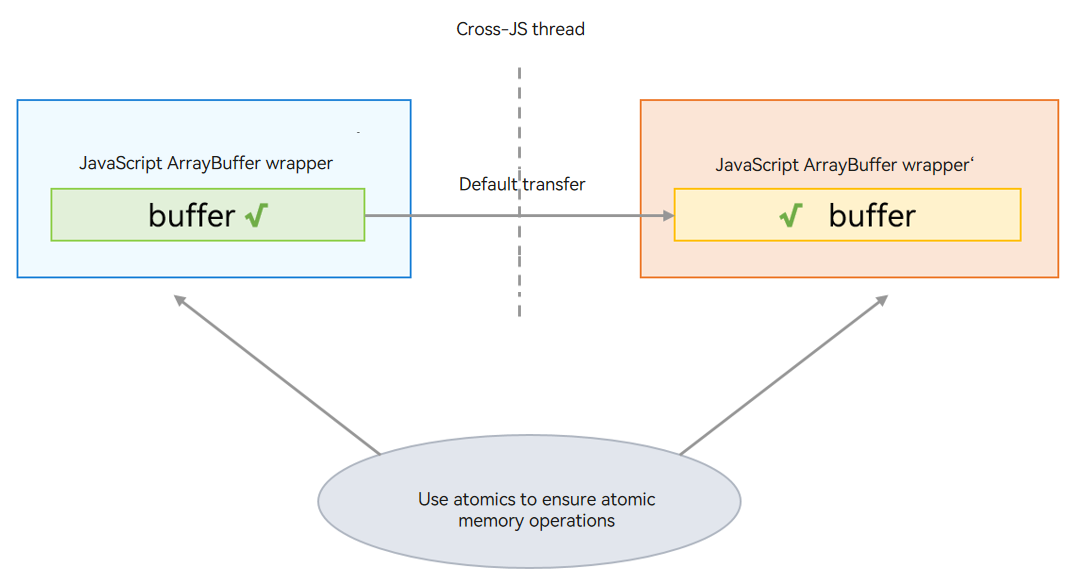 Cross-JS thread
JavaScript ArrayBuffer wrapper
JavaScript ArrayBuffer wrapper‘
Default transfer
buffer √
√ buffer
Use atomics to ensure atomic
memory operations